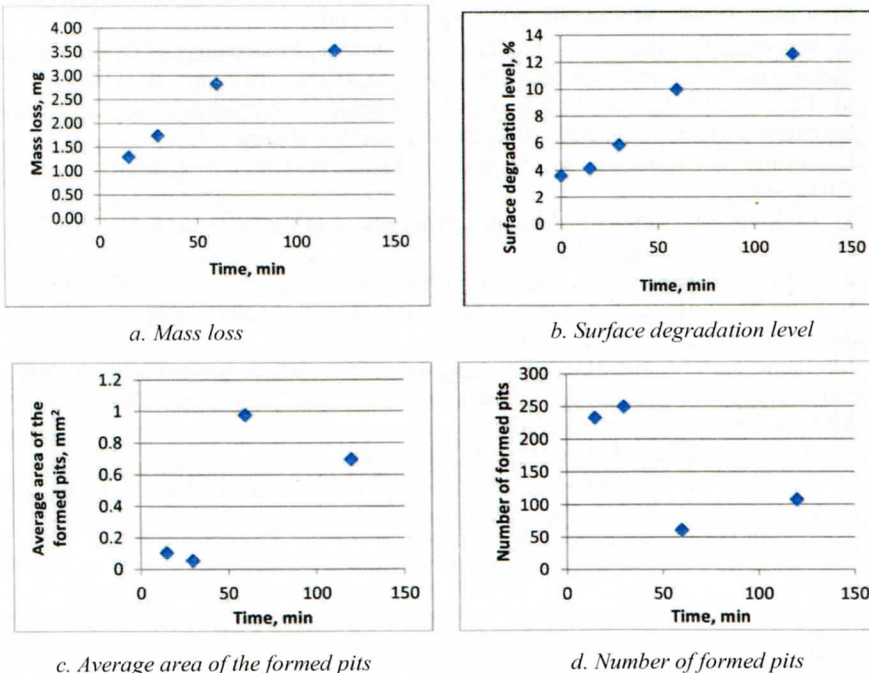 4.00
3.50
3.00
2.50
2.00
1.50
1.00
0.50
0.00
Mass loss, mg
0 50 100 150
Time, min
a. Mass loss
14
12
10
8
6
4
2
0
Surface degradation level, %
0 50 100 150
Time, min
b. Surface degradation level
1.2
1
0.8
0.6
0.4
0.2
0
Average area of the
formed pits, mm²
0 50 100 150
Time, min
c. Average area of the formed pits
300
250
200
150
100
50
0
Number of formed pits
0 50 100 150
Time, min
d. Number of formed pits